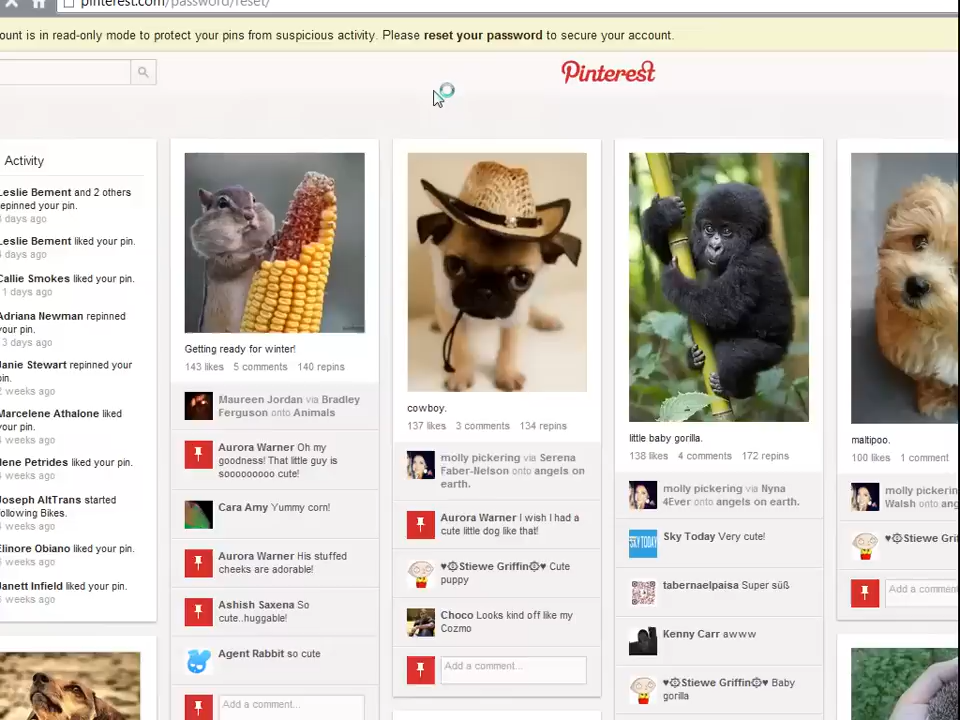 pinterest.com/password/reset/
ount is in read-only mode to protect your pins from suspicious activity. Please reset your password to secure your account.
Pinterest
Activity
Leslie Bement and 2 others
repinned your pin.
days ago
Leslie Bement liked your pin.
days ago
Callie Smokes liked your pin.
1 days ago
Adriana Newman repinned
your pin.
days ago
Janie Stewart repinned your
pin.
weeks ago
Marcelene Athalone liked
your pin.
weeks ago
lene Petrides liked your pin.
weeks ago
Joseph AltTrans started
following Bikes.
weeks ago
Elinore Obiano liked your pin.
weeks ago
Janett Infield liked your pin.
weeks ago
Getting ready for winter!
143 likes 5 comments 140 repins
Maureen Jordan via Bradley
Ferguson onto Animals
Aurora Warner Oh my
goodness! That little guy is
sooooooooo cute!
Cara Amy Yummy corn!
Aurora Warner His stuffed
cheeks are adorable!
Ashish Saxena So
cute..huggable!
Agent Rabbit so cute
Add a comment...
cowboy.
137 likes 3 comments 134 repins
molly pickering via Serena
Faber-Nelson onto angels on
earth.
Aurora Warner I wish I had a
cute little dog like that!
♥۞Stiewe Griffin۞♥ Cute
puppy
Choco Looks kind off like my
Cozmo
Add a comment...
little baby gorilla.
138 likes 4 comments 172 repins
molly pickering via Nyna
4Ever onto angels on earth.
SKY TODAY
Sky Today Very cute!
tabernaelpaisa Super süß
Kenny Carr awww
♥۞Stiewe Griffin۞♥ Baby
gorilla
maltipoo.
100 likes 1 comment
molly pickerin
Walsh onto ang
♥۞Stiewe Grif
Add a commen